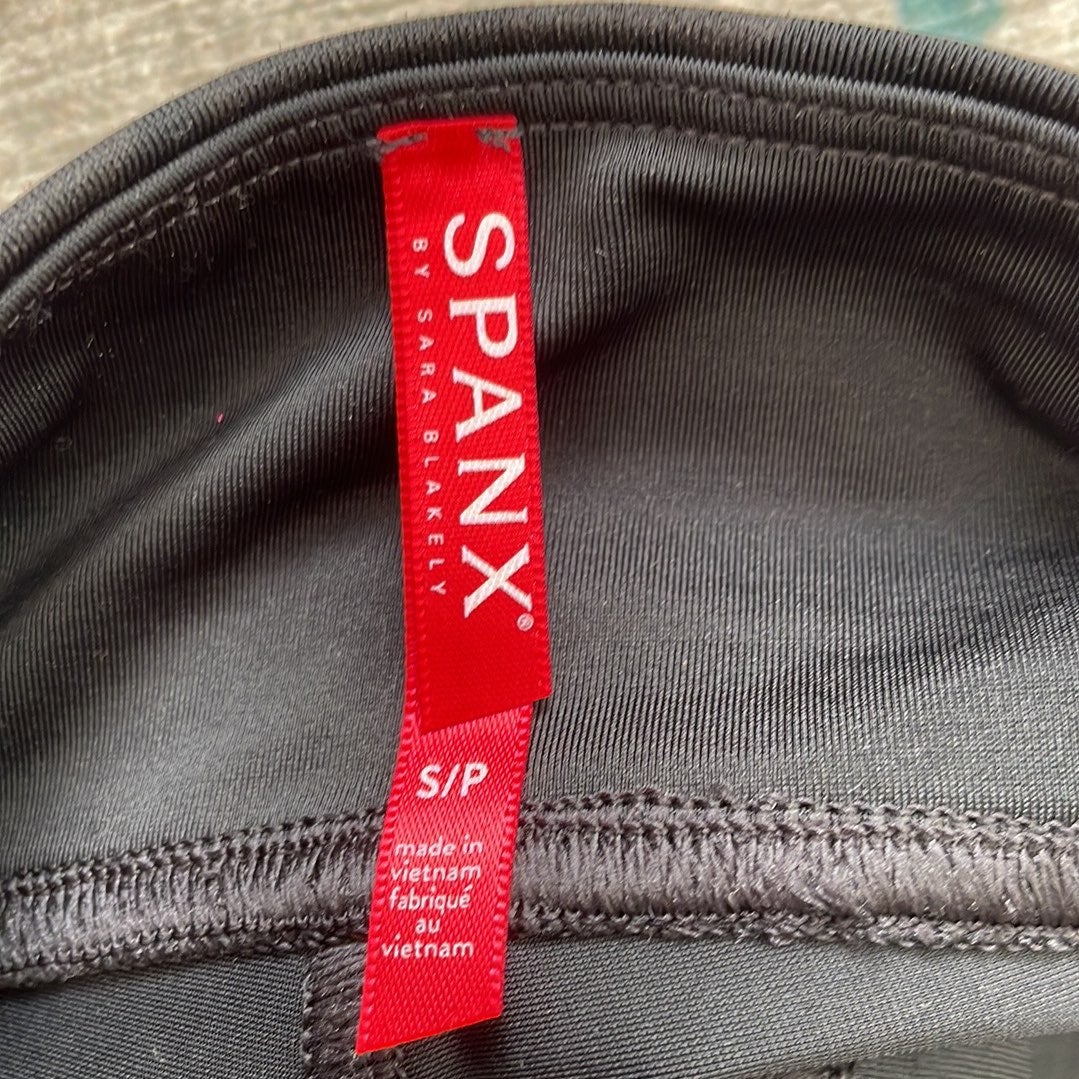 SPANX®
BY SARA BLAKELY
S/P
made in
vietnam
fabriqué
au
vietnam